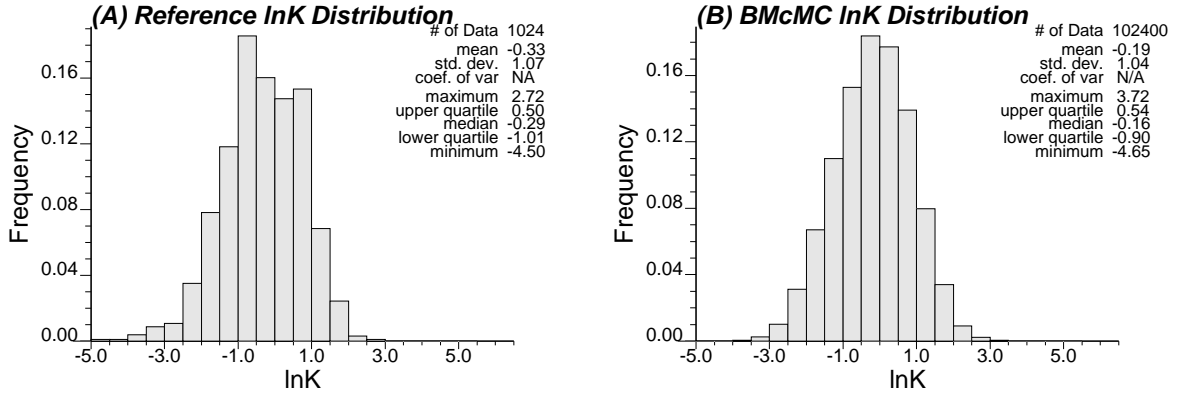 (A) Reference lnK Distribution
# of Data 1024
mean -0.33
std. dev. 1.07
coef. of var NA
maximum 2.72
upper quartile 0.50
median -0.29
lower quartile -1.01
minimum -4.50
Frequency
0.16
0.12
0.08
0.04
0.00
-5.0 -3.0 -1.0 1.0 3.0 5.0
lnK
(B) BMcMC lnK Distribution
# of Data 102400
mean -0.19
std. dev. 1.04
coef. of var N/A
maximum 3.72
upper quartile 0.54
median -0.16
lower quartile -0.90
minimum -4.65
Frequency
0.16
0.12
0.08
0.04
0.00
-5.0 -3.0 -1.0 1.0 3.0 5.0
lnK